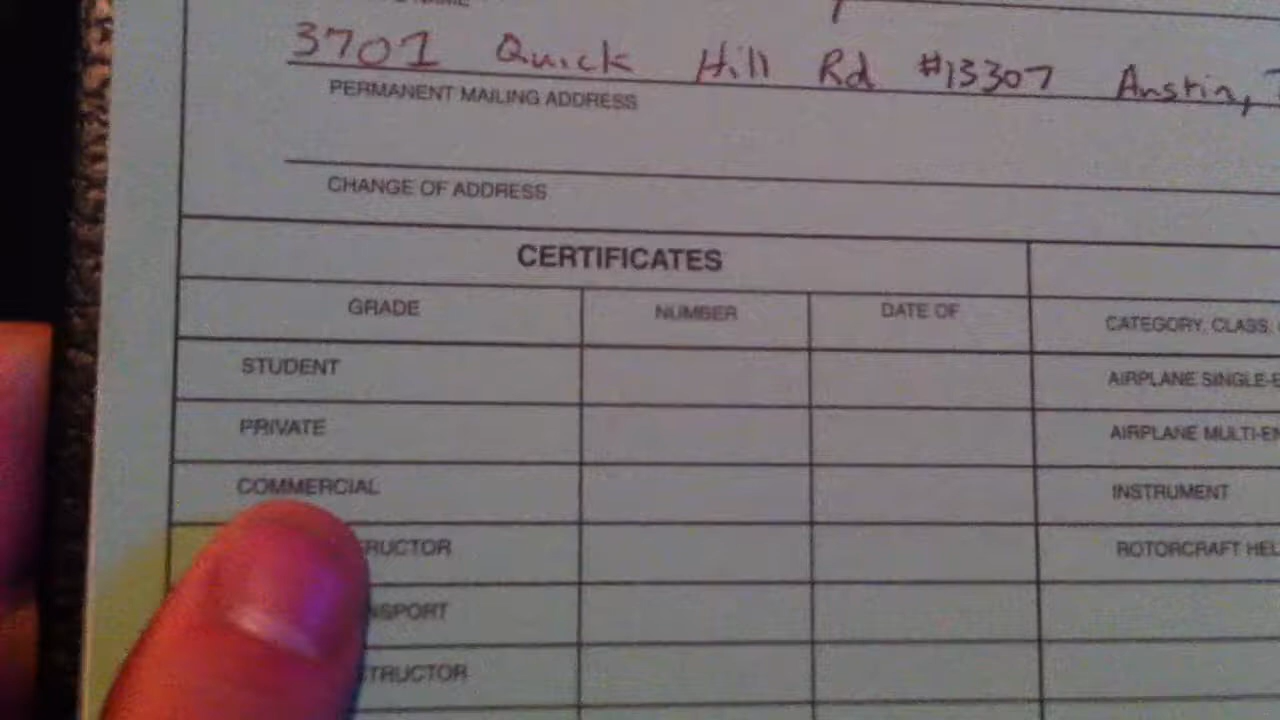 NAME
3701 Quick Hill Rd #13307 Austin,
PERMANENT MAILING ADDRESS
CHANGE OF ADDRESS
CERTIFICATES
GRADE NUMBER DATE OF CATEGORY, CLASS,
STUDENT AIRPLANE SINGLE-E
PRIVATE AIRPLANE MULTI-EN
COMMERCIAL INSTRUMENT
RUCTOR ROTORCRAFT HEL
NSPORT
TRUCTOR